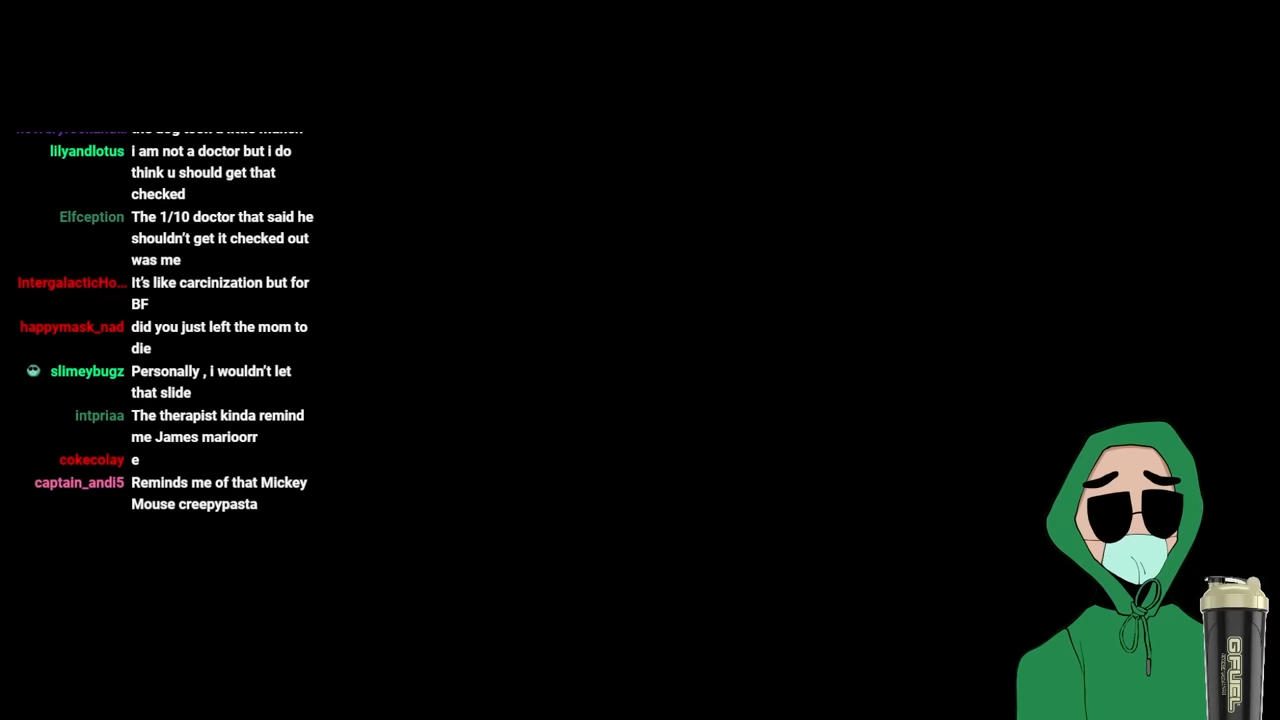 lilyandlotus i am not a doctor but i do
think u should get that
checked
Elfception The 1/10 doctor that said he
shouldn't get it checked out
was me
IntergalacticHo... It's like carcinization but for
BF
happymask_nad did you just left the mom to
die
slimeybugz Personally , i wouldn't let
that slide
intpriaa The therapist kinda remind
me James marioorr
cokecolay e
captain_andi5 Reminds me of that Mickey
Mouse creepypasta
GFUEL